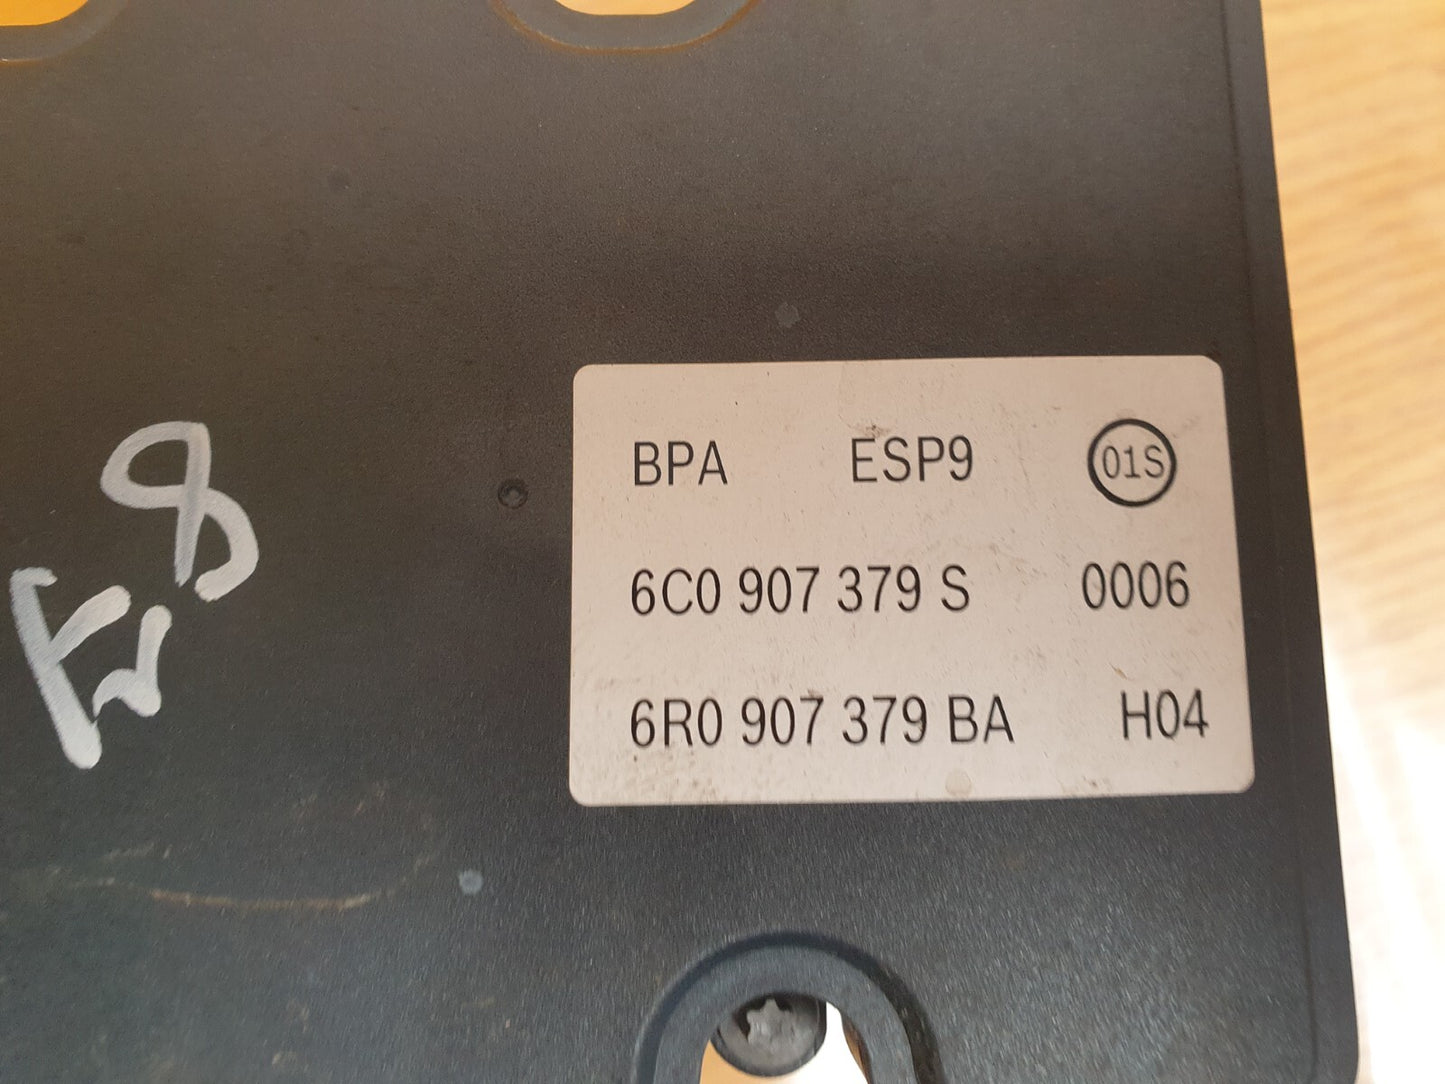 BPA ESP9 01S
6C0 907 379 S 0006
6R0 907 379 BA H04